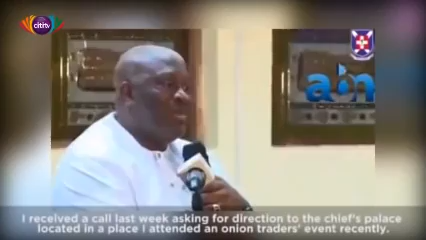 cititv
I received a call last week asking for direction to the chief's palace
located in a place I attended an onion traders' event recently.